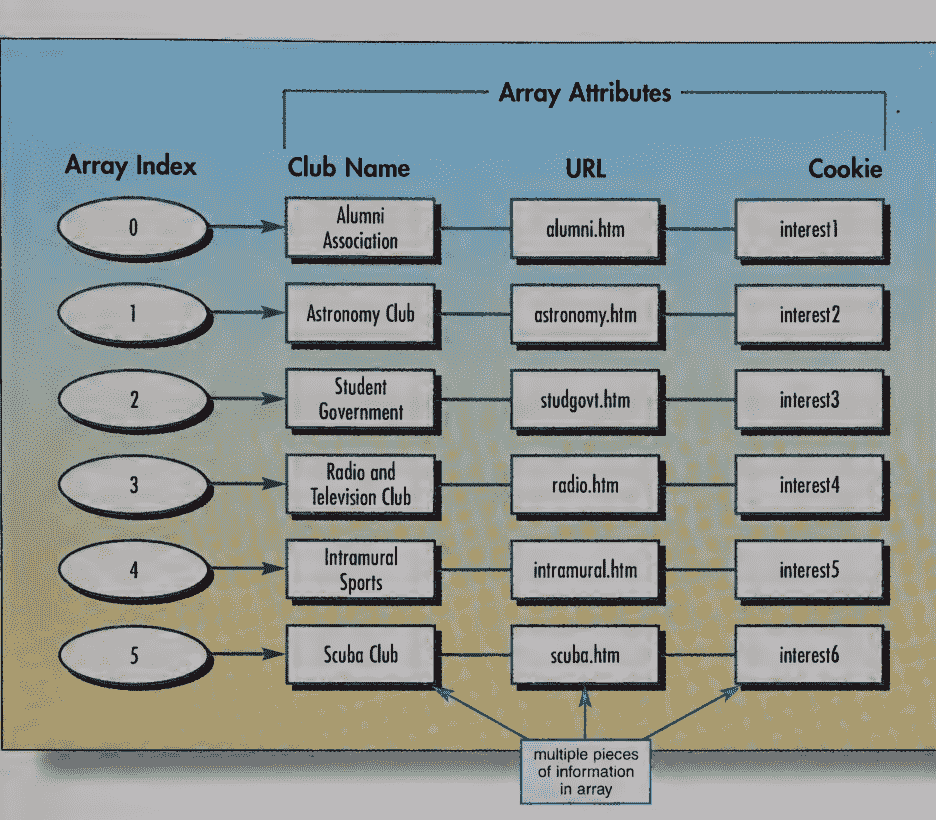 Array Attributes
Array Index
Club Name
URL
Cookie
0
Alumni
Association
alumni.htm
interest1
1
Astronomy Club
astronomy.htm
interest2
2
Student
Government
studgovt.htm
interest3
3
Radio and
Television Club
radio.htm
interest4
4
Intramural
Sports
intramural.htm
interest5
5
Scuba Club
scuba.htm
interest6
multiple pieces
of information
in array